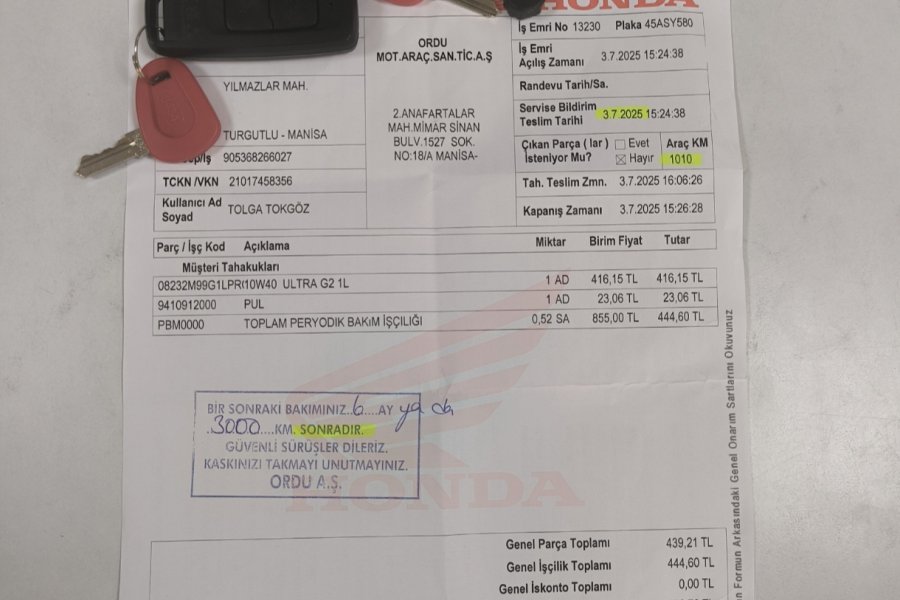 HONDA
İş Emri No 13230 Plaka 45ASY580
ORDU
MOT.ARAÇ.SAN.TİC.A.Ş
İş Emri
Açılış Zamanı 3.7.2025 15:24:38
Randevu Tarih/Sa.
YILMAZLAR MAH.
2.ANAFARTALAR
MAH.MİMAR SİNAN
BULV.1527 SOK.
NO:18/A MANİSA-
Servise Bildirim
Teslim Tarihi 3.7.2025 15:24:38
TURGUTLU - MANİSA
Çıkan Parça ( lar )
İsteniyor Mu?
Evet
Hayır
Araç KM
1010
905368266027
TCKN /VKN 21017458356
Tah. Teslim Zmn. 3.7.2025 16:06:26
Kullanıcı Ad
Soyad TOLGA TOKGÖZ
Kapanış Zamanı 3.7.2025 15:26:28
Parç / İşç Kod Açıklama Miktar Birim Fiyat Tutar
Müşteri Tahakukları
08232M99G1LPR(10W40 ULTRA G2 1L 1 AD 416,15 TL 416,15 TL
9410912000 PUL 1 AD 23,06 TL 23,06 TL
PBM0000 TOPLAM PERYODIK BAKıM İŞÇILIĞI 0,52 SA 855,00 TL 444,60 TL
BİR SONRAKİ BAKIMINIZ..6....AY ya da
.3000....KM. SONRADIR.
GÜVENLİ SÜRÜŞLER DİLERİZ.
KASKINIZI TAKMAYI UNUTMAYINIZ.
ORDU A.Ş.
HONDA
Genel Parça Toplamı 439,21 TL
Genel İşçilik Toplamı 444,60 TL
Genel İskonto Toplamı 0,00 TL
Formun Arkasındaki Genel Onarım Şartlarını Okuyunuz